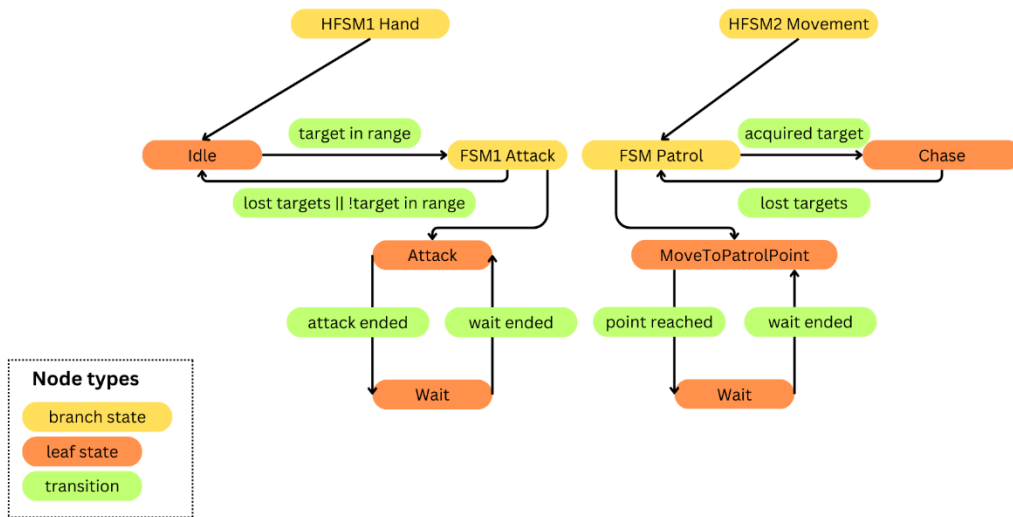 HFSM1 Hand
HFSM2 Movement
target in range
acquired target
Idle
FSM1 Attack
FSM Patrol
Chase
lost targets || !target in range
lost targets
Attack
MoveToPatrolPoint
attack ended
wait ended
point reached
wait ended
Wait
Wait
Node types
branch state
leaf state
transition